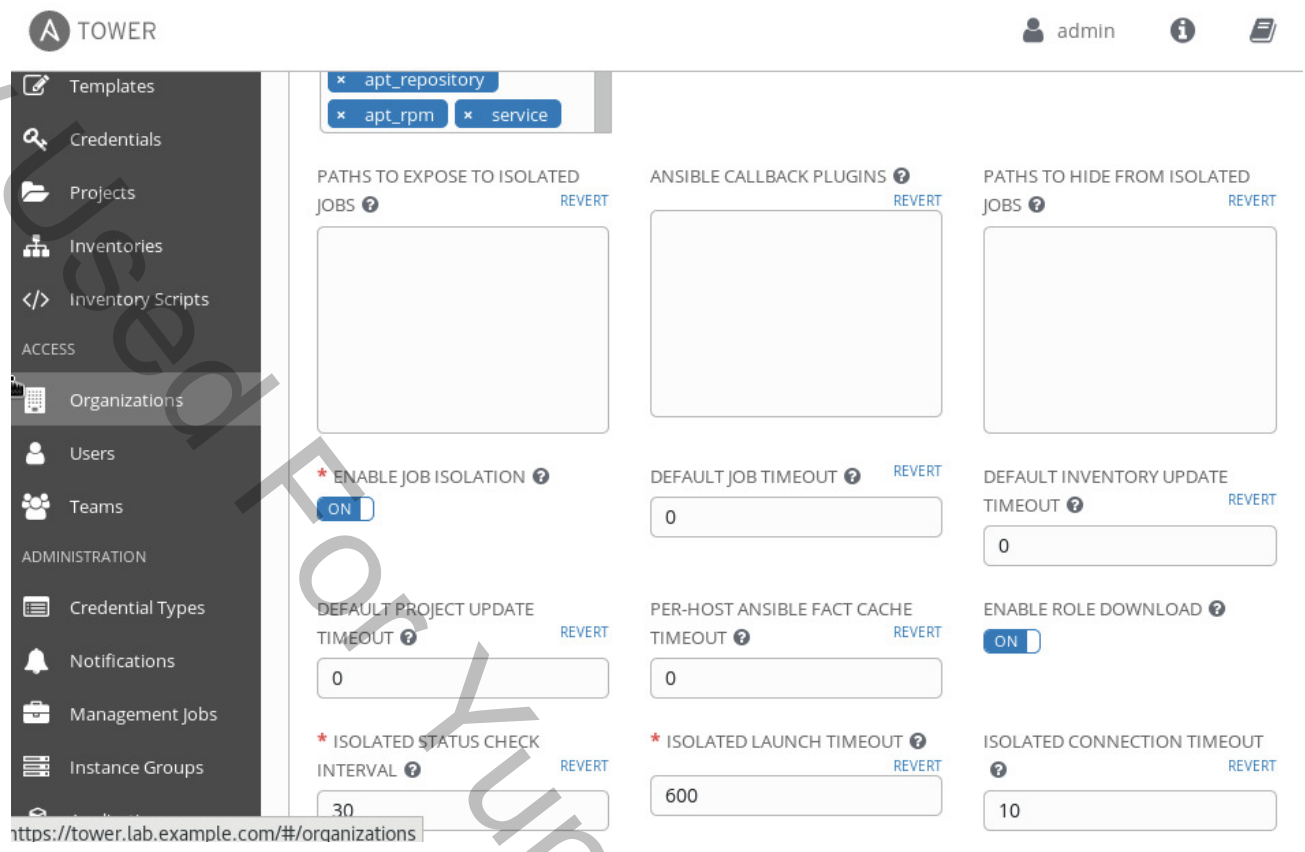 TOWER
admin
Templates
Credentials
Projects
Inventories
Inventory Scripts
ACCESS
Organizations
Users
Teams
ADMINISTRATION
Credential Types
Notifications
Management Jobs
Instance Groups
https://tower.lab.example.com/#/organizations
× apt_repository
× apt_rpm × service
PATHS TO EXPOSE TO ISOLATED
JOBS REVERT
ANSIBLE CALLBACK PLUGINS
REVERT
PATHS TO HIDE FROM ISOLATED
JOBS REVERT
* ENABLE JOB ISOLATION
ON
DEFAULT JOB TIMEOUT REVERT
0
DEFAULT INVENTORY UPDATE
TIMEOUT REVERT
0
DEFAULT PROJECT UPDATE
TIMEOUT REVERT
0
PER-HOST ANSIBLE FACT CACHE
TIMEOUT REVERT
0
ENABLE ROLE DOWNLOAD
ON
* ISOLATED STATUS CHECK
INTERVAL REVERT
30
* ISOLATED LAUNCH TIMEOUT
REVERT
600
ISOLATED CONNECTION TIMEOUT
REVERT
10
Used For Yun